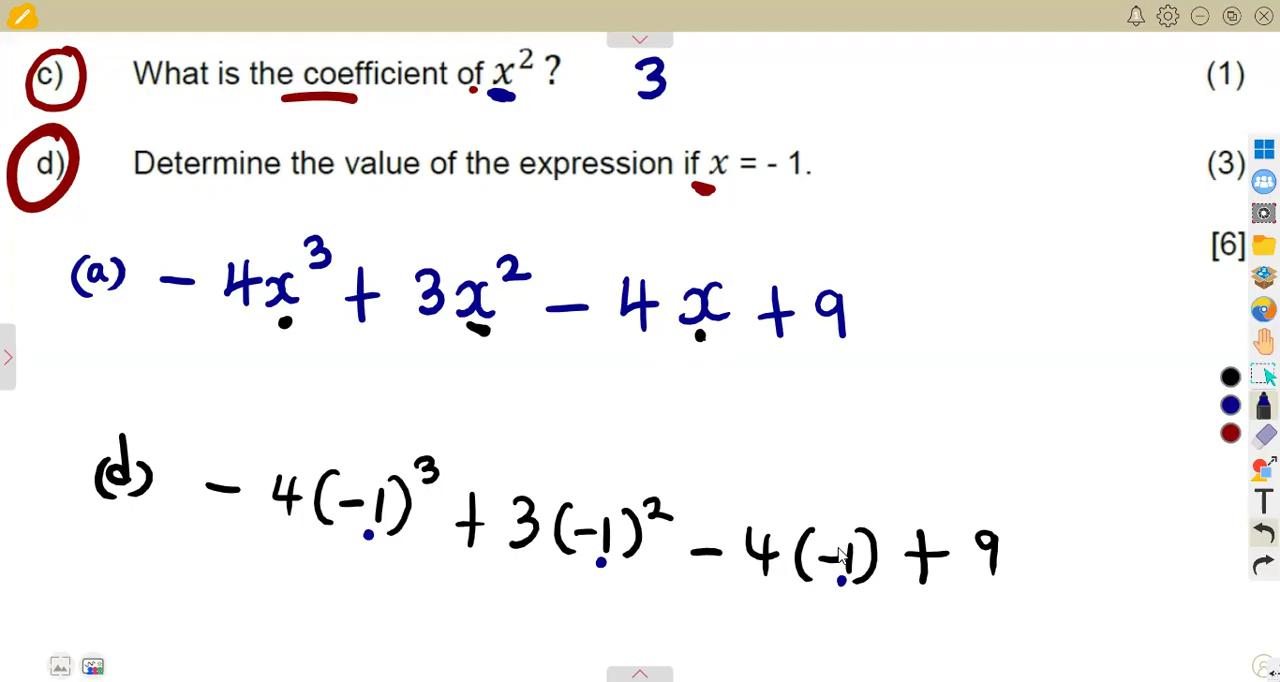 c) What is the coefficient of x² ? 3 (1)
d) Determine the value of the expression if x = - 1. (3)
[6]
(a) - 4x³ + 3x² - 4x + 9
(d) - 4(-1)³ + 3(-1)² - 4(-1) + 9
T